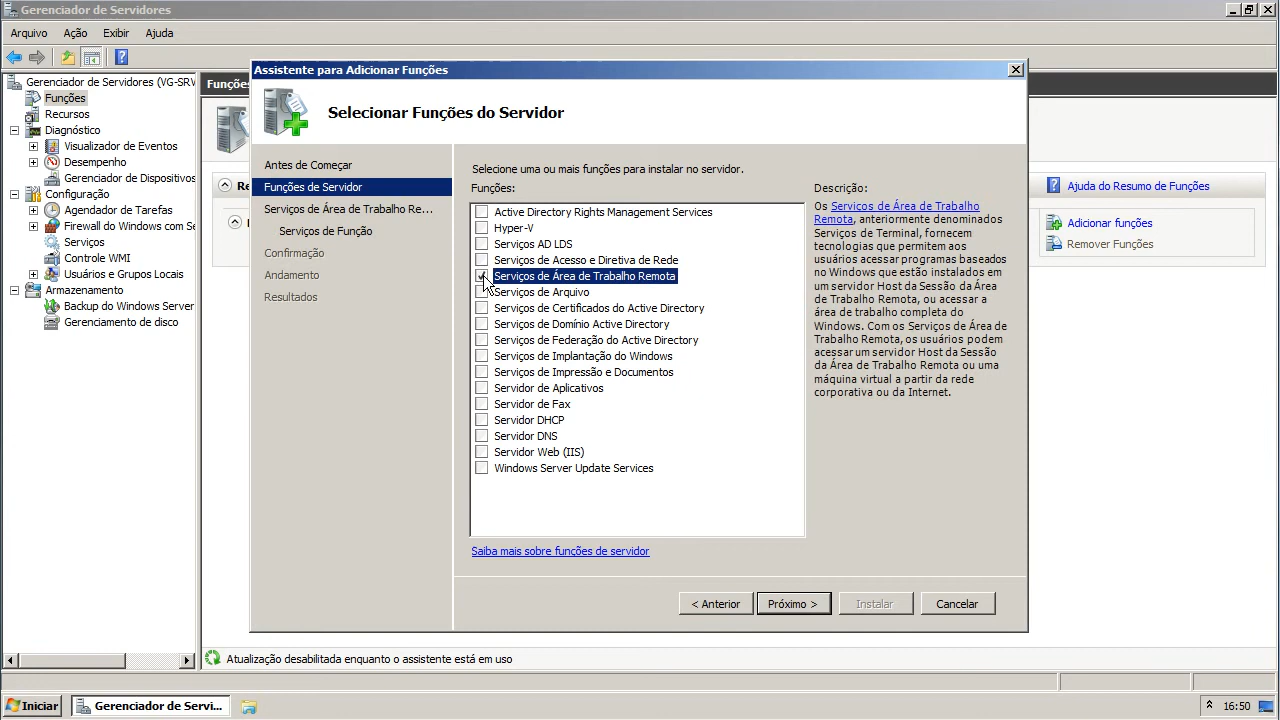 Gerenciador de Servidores
Arquivo Ação Exibir Ajuda
Gerenciador de Servidores (VG-SRV
Funções
Recursos
Diagnóstico
Visualizador de Eventos
Desempenho
Gerenciador de Dispositivos
Configuração
Agendador de Tarefas
Firewall do Windows com Se
Serviços
Controle WMI
Usuários e Grupos Locais
Armazenamento
Backup do Windows Server
Gerenciamento de disco
Funções
Re
Ajuda do Resumo de Funções
Adicionar funções
Remover Funções
Assistente para Adicionar Funções
Selecionar Funções do Servidor
Antes de Começar
Funções de Servidor
Serviços de Área de Trabalho Re...
Serviços de Função
Confirmação
Andamento
Resultados
Selecione uma ou mais funções para instalar no servidor.
Funções:
Active Directory Rights Management Services
Hyper-V
Serviços AD LDS
Serviços de Acesso e Diretiva de Rede
Serviços de Área de Trabalho Remota
Serviços de Arquivo
Serviços de Certificados do Active Directory
Serviços de Domínio Active Directory
Serviços de Federação do Active Directory
Serviços de Implantação do Windows
Serviços de Impressão e Documentos
Servidor de Aplicativos
Servidor de Fax
Servidor DHCP
Servidor DNS
Servidor Web (IIS)
Windows Server Update Services
Saiba mais sobre funções de servidor
Descrição:
Os Serviços de Área de Trabalho
Remota, anteriormente denominados
Serviços de Terminal, fornecem
tecnologias que permitem aos
usuários acessar programas baseados
no Windows que estão instalados em
um servidor Host da Sessão da Área
de Trabalho Remota, ou acessar a
área de trabalho completa do
Windows. Com os Serviços de Área de
Trabalho Remota, os usuários podem
acessar um servidor Host da Sessão
da Área de Trabalho Remota ou uma
máquina virtual a partir da rede
corporativa ou da Internet.
< Anterior Próximo > Instalar Cancelar
Atualização desabilitada enquanto o assistente está em uso
Iniciar Gerenciador de Servi... 16:50